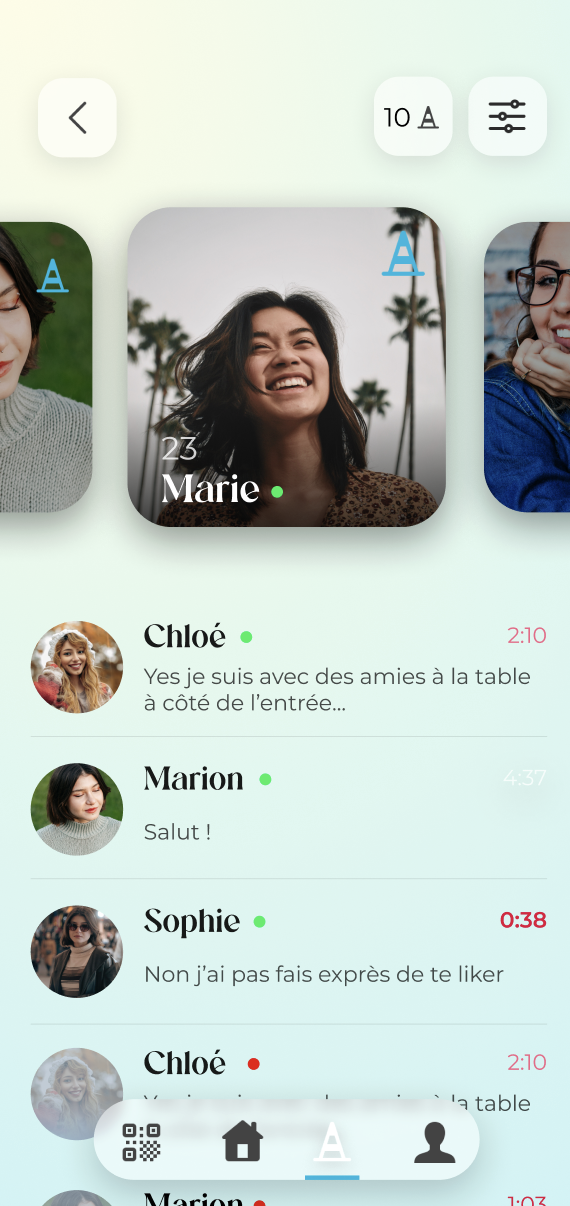 10
23
Marie
Chloé
2:10
Yes je suis avec des amies à la table
à côté de l'entrée...
Marion
4:37
Salut !
Sophie
0:38
Non j'ai pas fais exprès de te liker
Chloé
2:10
la table
Marion
1:03